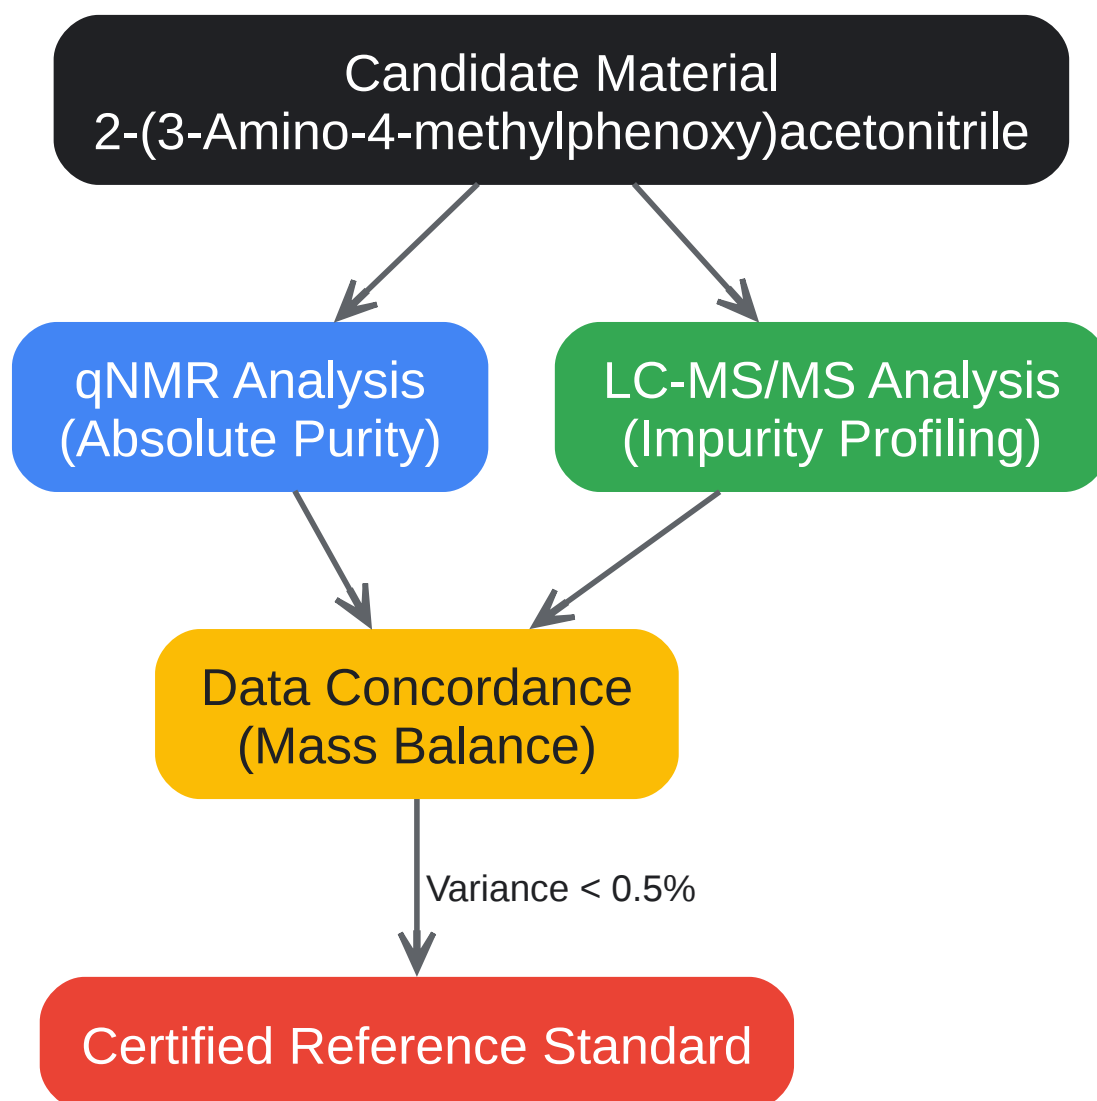 Candidate Material
2-(3-Amino-4-methylphenoxy)acetonitrile
qNMR Analysis
(Absolute Purity)
LC-MS/MS Analysis
(Impurity Profiling)
Data Concordance
(Mass Balance)
Variance < 0.5%
Certified Reference Standard